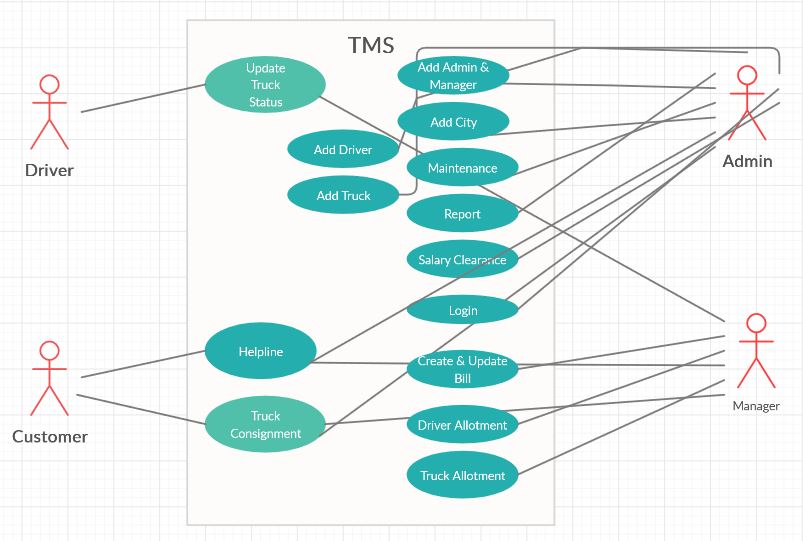 TMS
Update
Truck
Status
Add Admin &
Manager
Add City
Add Driver
Maintenance
Add Truck
Report
Salary Clearance
Login
Helpline
Create & Update
Bill
Truck
Consignment
Driver Allotment
Truck Allotment
Driver
Customer
Admin
Manager